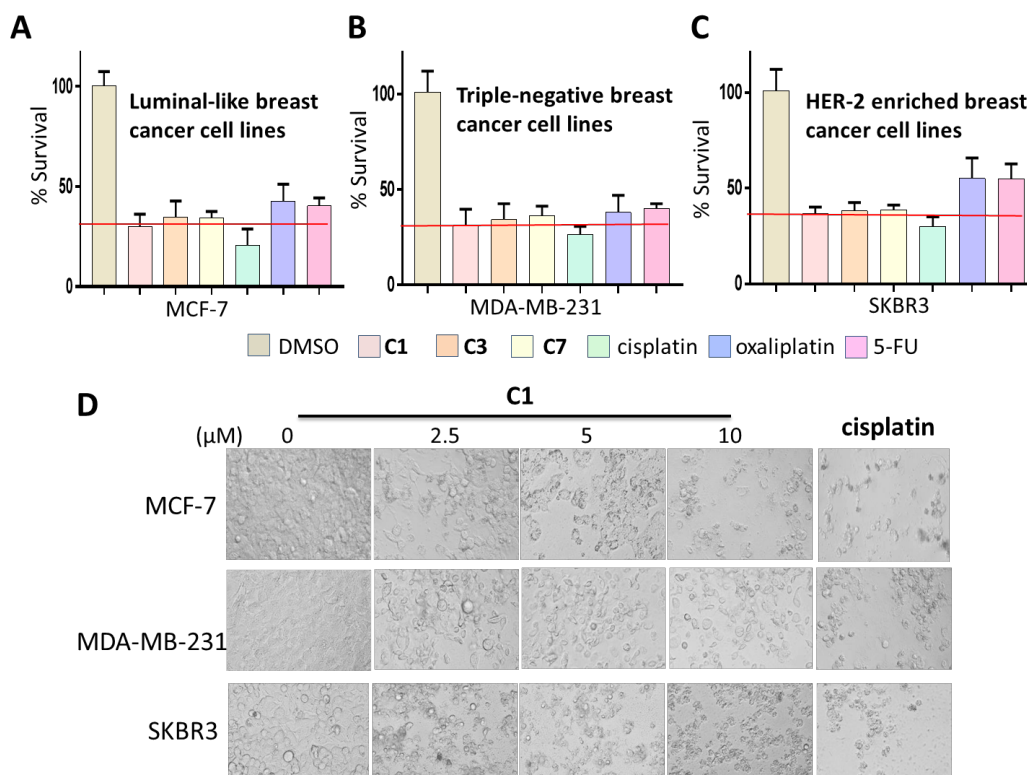 A
B
C
% Survival
100
50
0
Luminal-like breast
cancer cell lines
MCF-7
% Survival
100
50
0
Triple-negative breast
cancer cell lines
MDA-MB-231
% Survival
100
50
0
HER-2 enriched breast
cancer cell lines
SKBR3
DMSO C1 C3 C7 cisplatin oxaliplatin 5-FU
D
C1
(μM) 0 2.5 5 10 cisplatin
MCF-7
MDA-MB-231
SKBR3